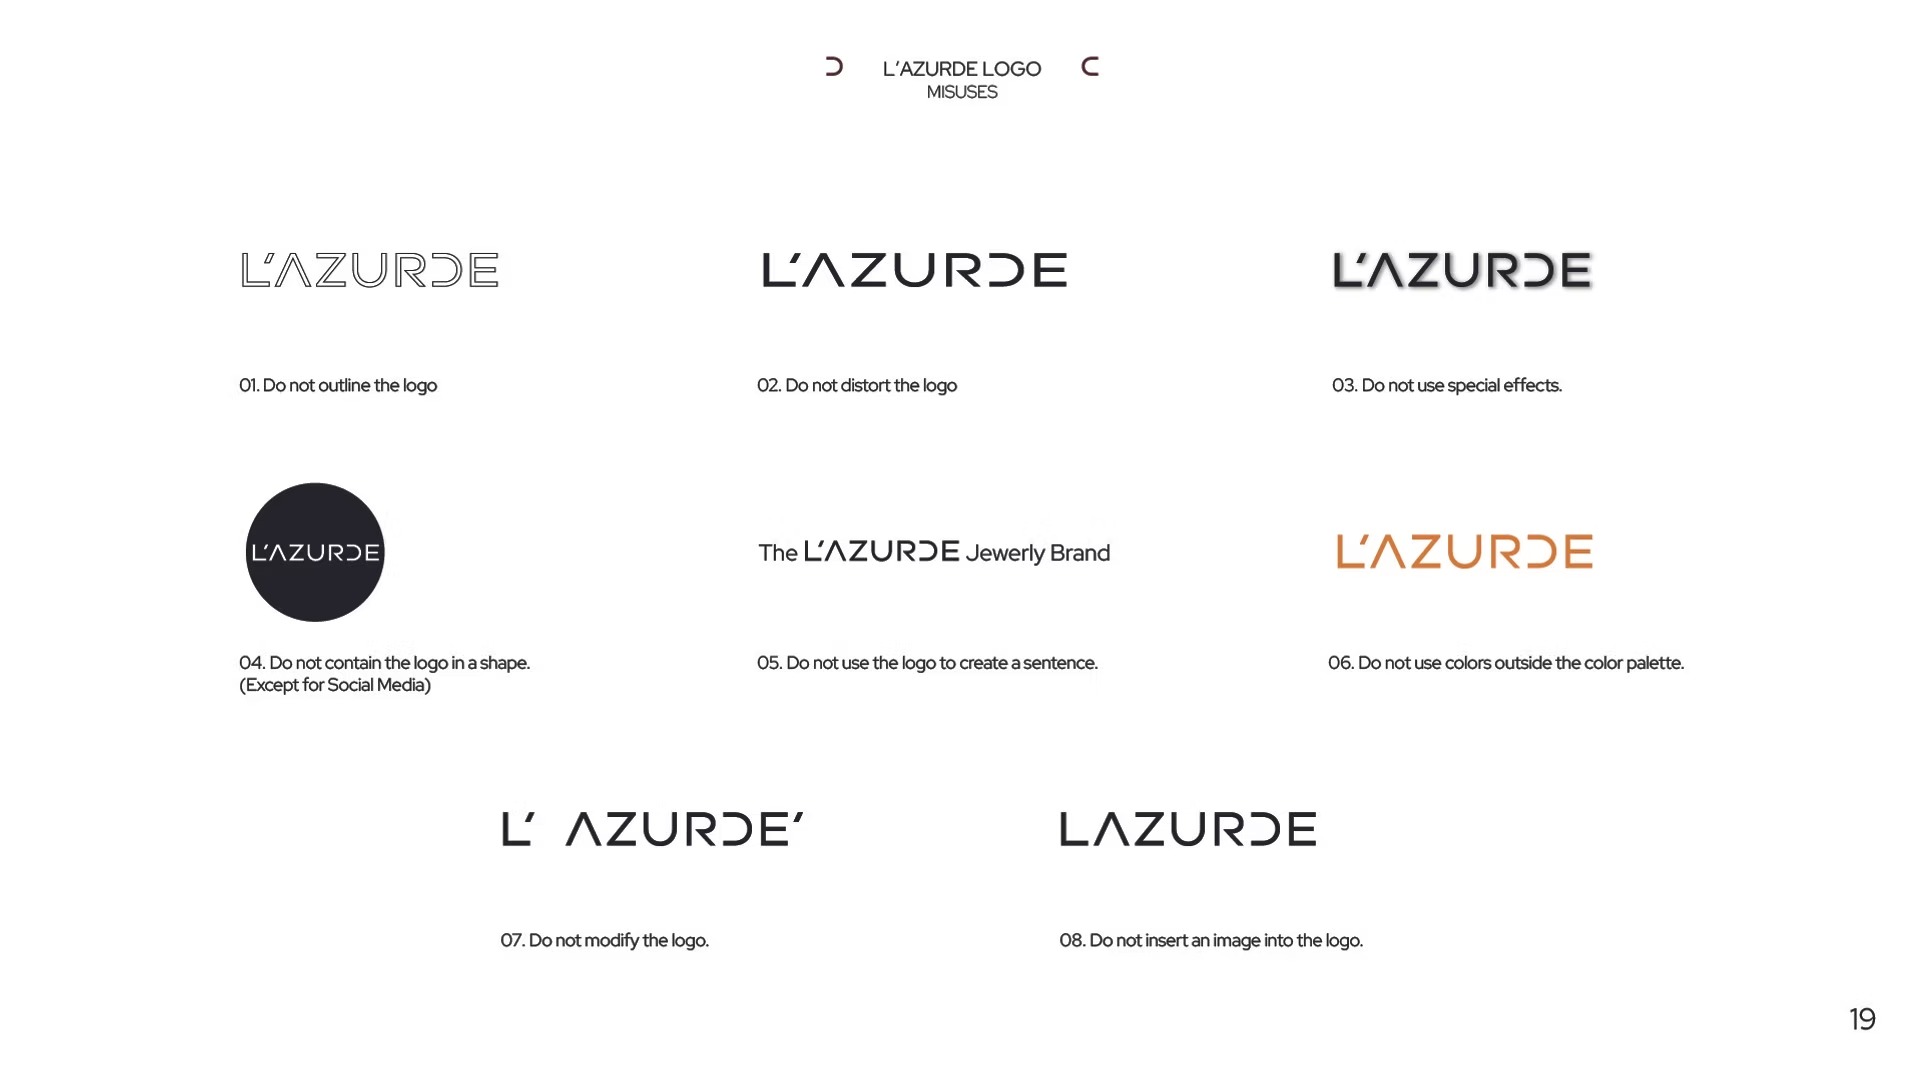 L'AZURDE LOGO
MISUSES
L'AZURDE
L'AZURDE
L'AZURDE
01. Do not outline the logo
02. Do not distort the logo
03. Do not use special effects.
L'AZURDE
The L'AZURDE Jewerly Brand
L'AZURDE
04. Do not contain the logo in a shape.
(Except for Social Media)
05. Do not use the logo to create a sentence.
06. Do not use colors outside the color palette.
L' AZURDE'
LAZURDE
07. Do not modify the logo.
08. Do not insert an image into the logo.
19